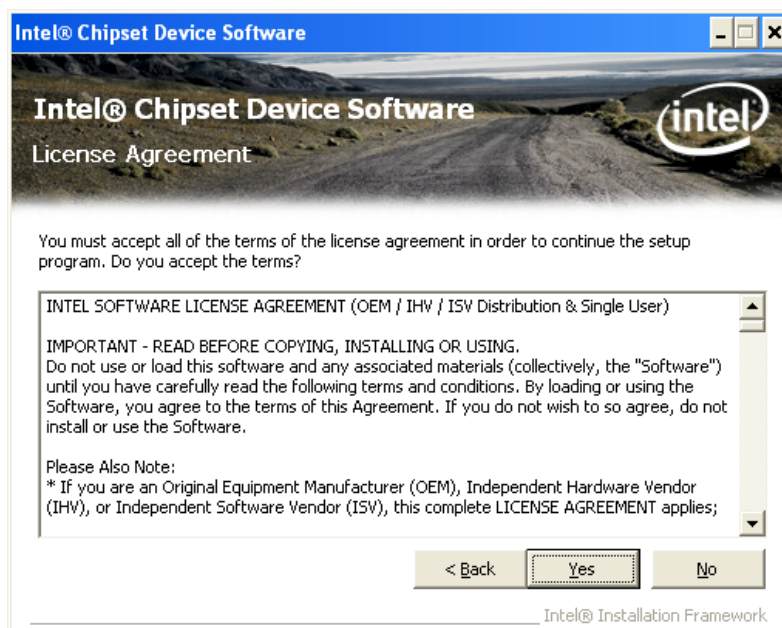 Intel® Chipset Device Software
Intel® Chipset Device Software
intel
License Agreement
You must accept all of the terms of the license agreement in order to continue the setup
program. Do you accept the terms?
INTEL SOFTWARE LICENSE AGREEMENT (OEM / IHV / ISV Distribution & Single User)
IMPORTANT - READ BEFORE COPYING, INSTALLING OR USING.
Do not use or load this software and any associated materials (collectively, the "Software")
until you have carefully read the following terms and conditions. By loading or using the
Software, you agree to the terms of this Agreement. If you do not wish to so agree, do not
install or use the Software.
Please Also Note:
* If you are an Original Equipment Manufacturer (OEM), Independent Hardware Vendor
(IHV), or Independent Software Vendor (ISV), this complete LICENSE AGREEMENT applies;
< Back Yes No
Intel® Installation Framework